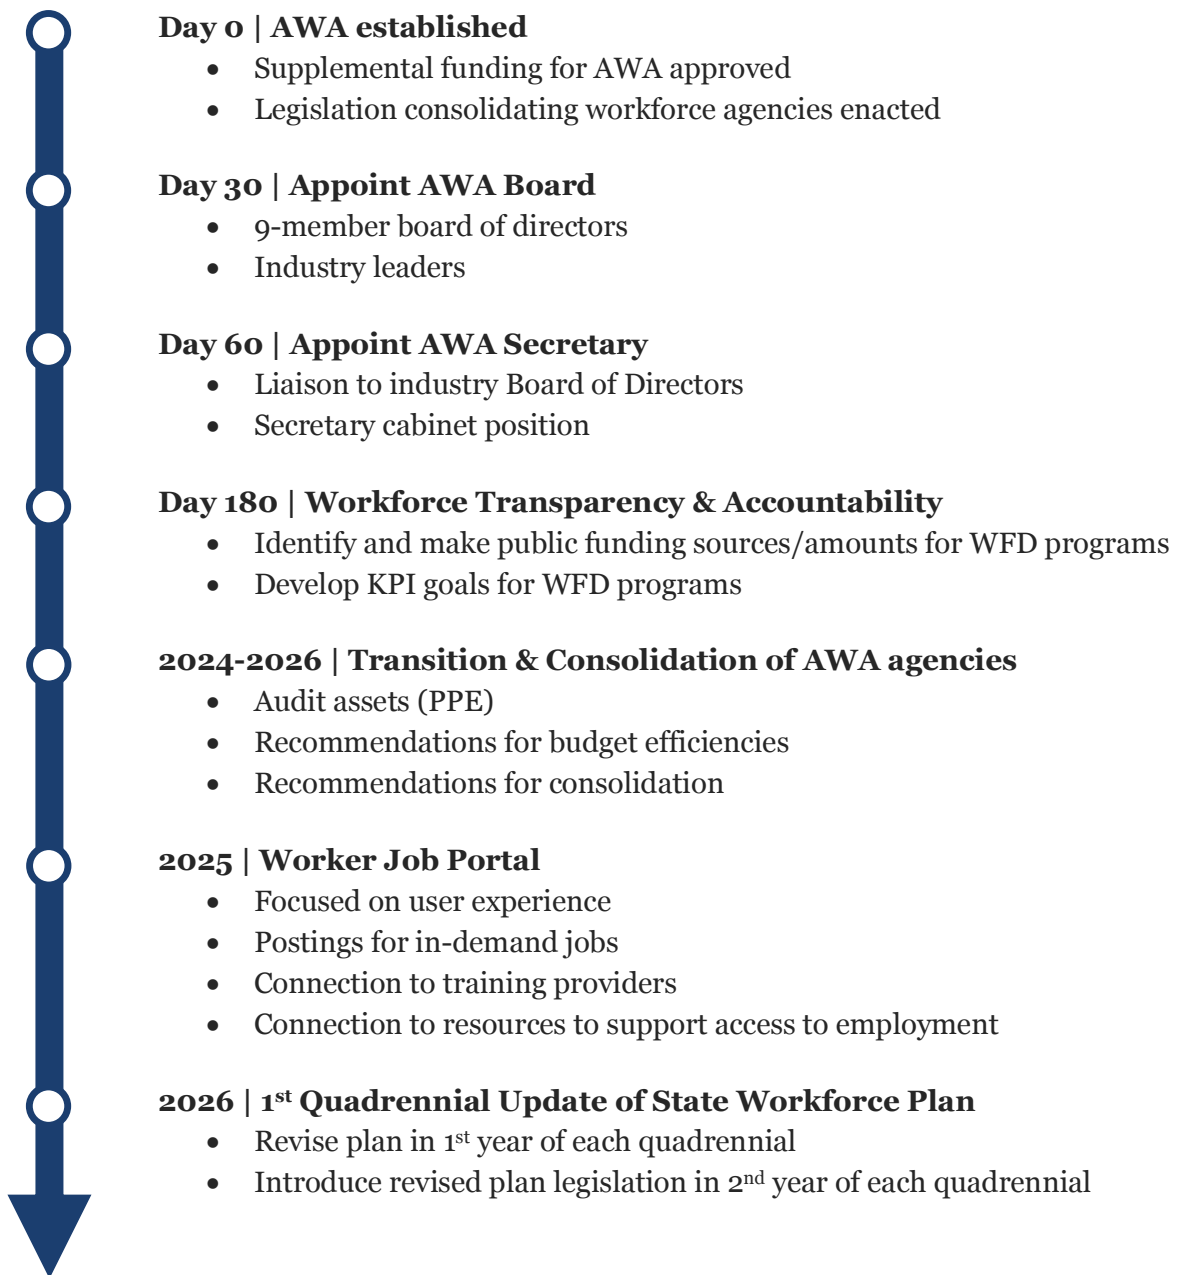 Day 0 | AWA established
• Supplemental funding for AWA approved
• Legislation consolidating workforce agencies enacted
Day 30 | Appoint AWA Board
• 9-member board of directors
• Industry leaders
Day 60 | Appoint AWA Secretary
• Liaison to industry Board of Directors
• Secretary cabinet position
Day 180 | Workforce Transparency & Accountability
• Identify and make public funding sources/amounts for WFD programs
• Develop KPI goals for WFD programs
2024-2026 | Transition & Consolidation of AWA agencies
• Audit assets (PPE)
• Recommendations for budget efficiencies
• Recommendations for consolidation
2025 | Worker Job Portal
• Focused on user experience
• Postings for in-demand jobs
• Connection to training providers
• Connection to resources to support access to employment
2026 | 1st Quadrennial Update of State Workforce Plan
• Revise plan in 1st year of each quadrennial
• Introduce revised plan legislation in 2nd year of each quadrennial